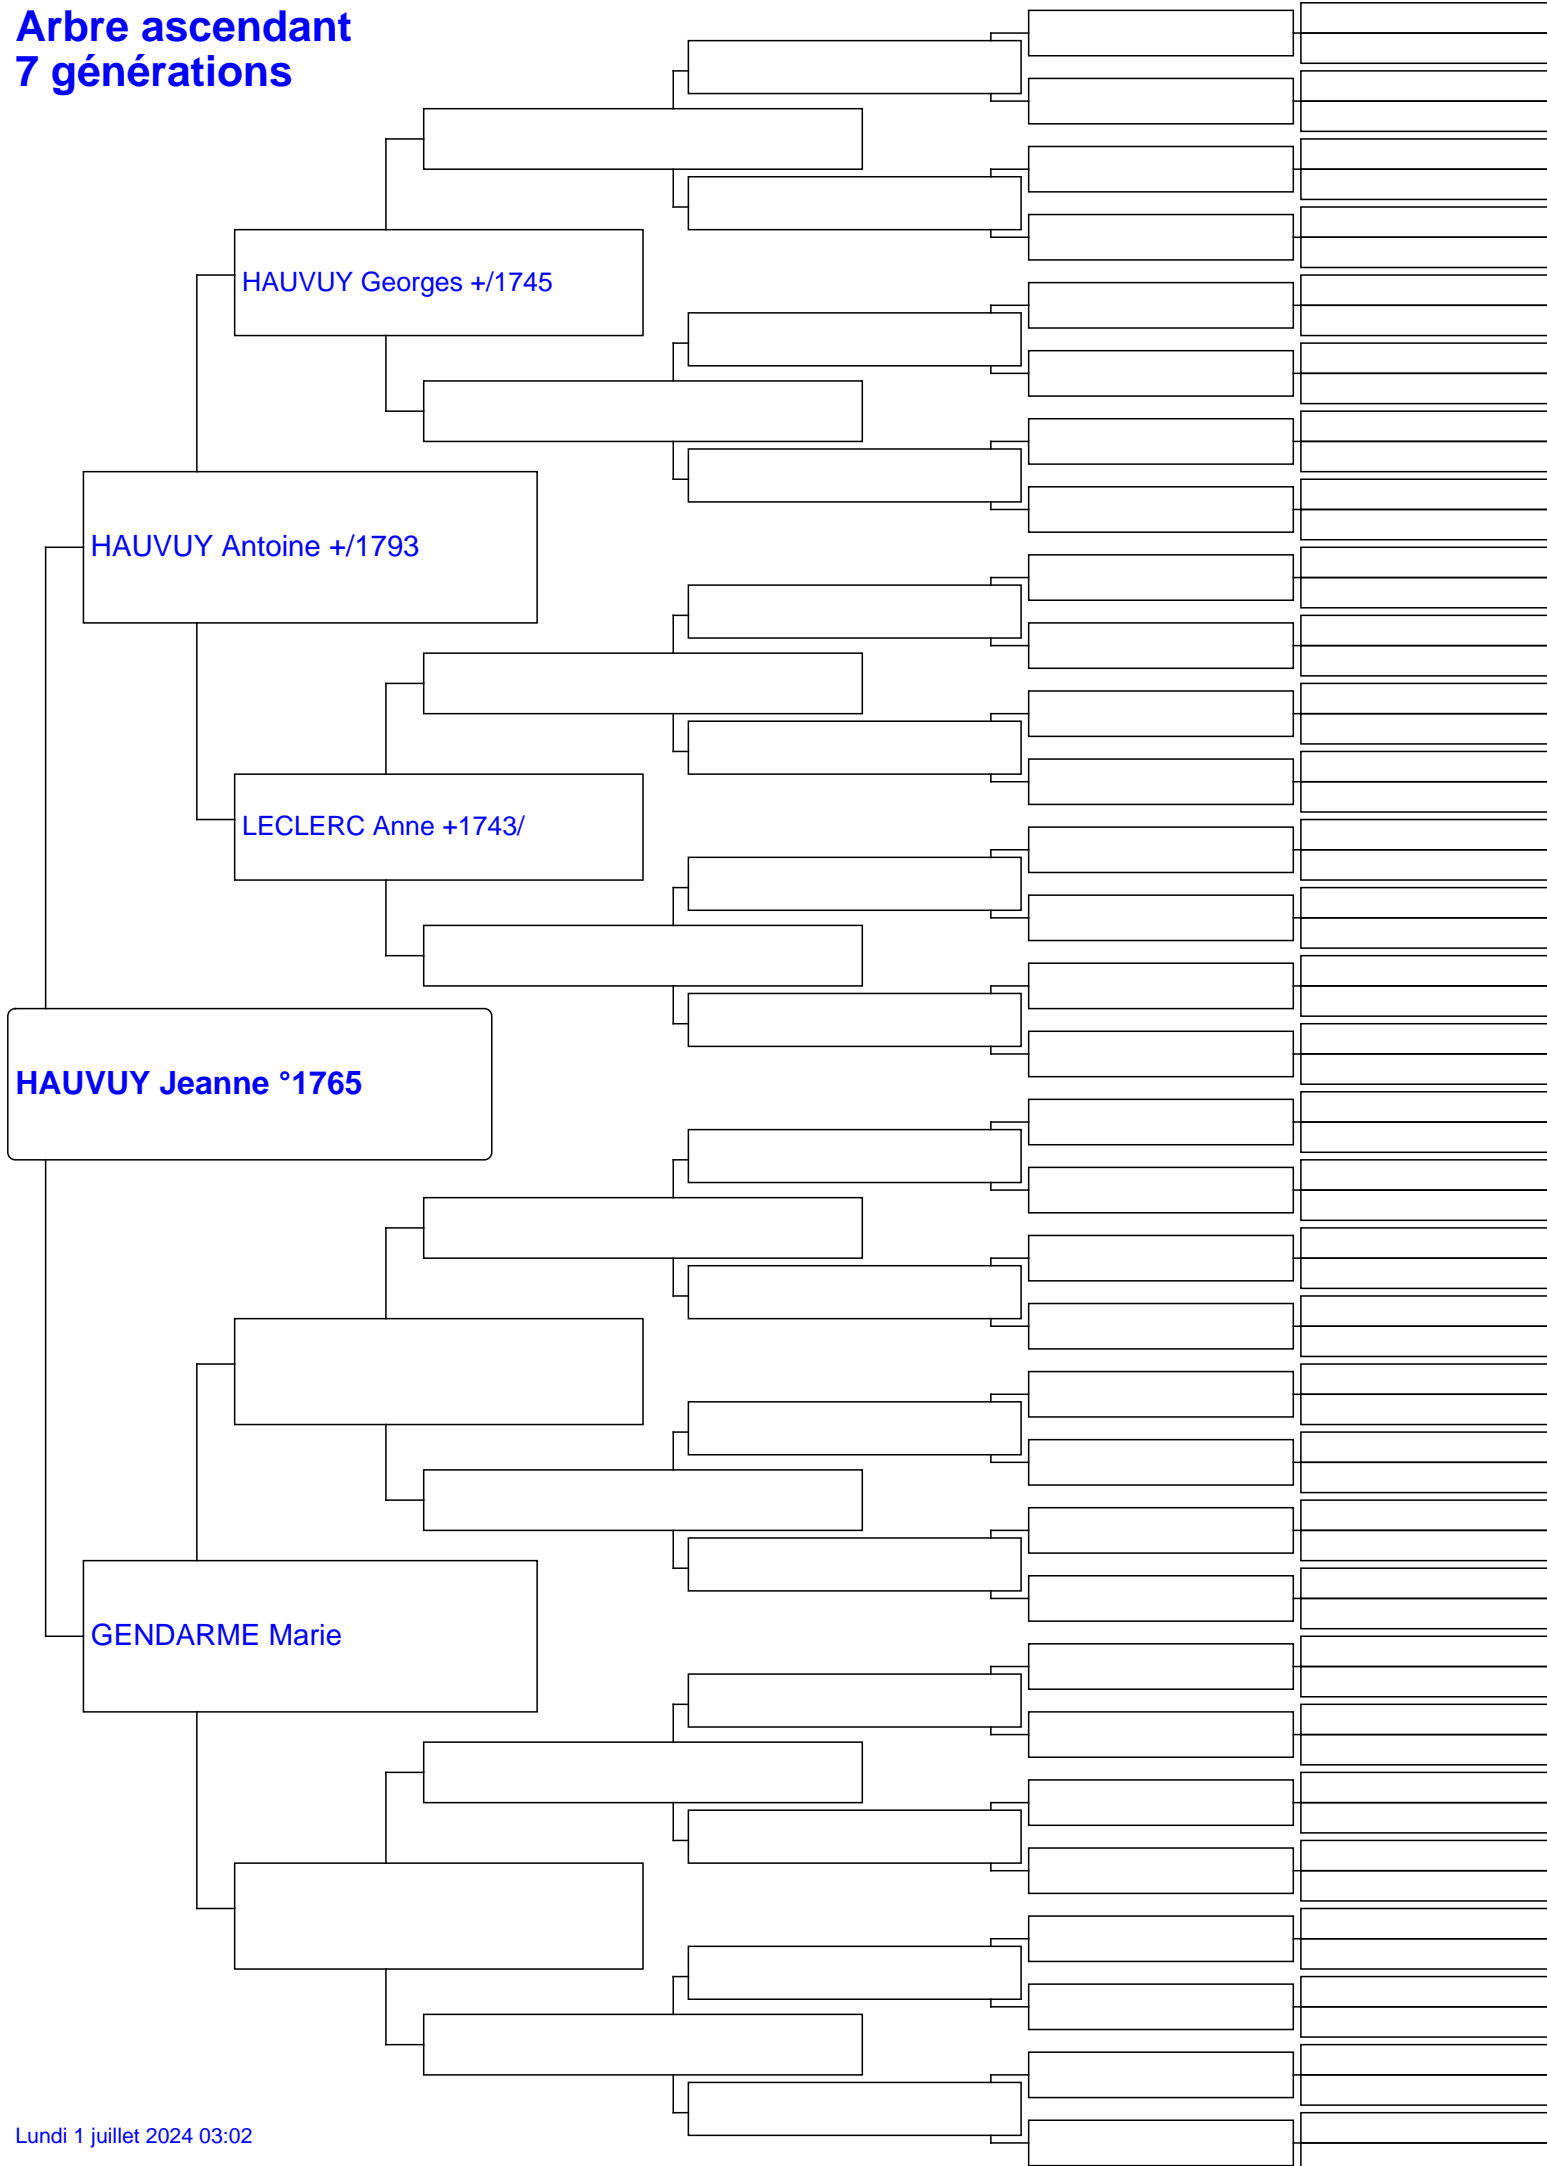 Arbre ascendant
7 générations
HAUVUY Georges +/1745
HAUVUY Antoine +/1793
LECLERC Anne +1743/
HAUVUY Jeanne °1765
GENDARME Marie
Lundi 1 juillet 2024 03:02